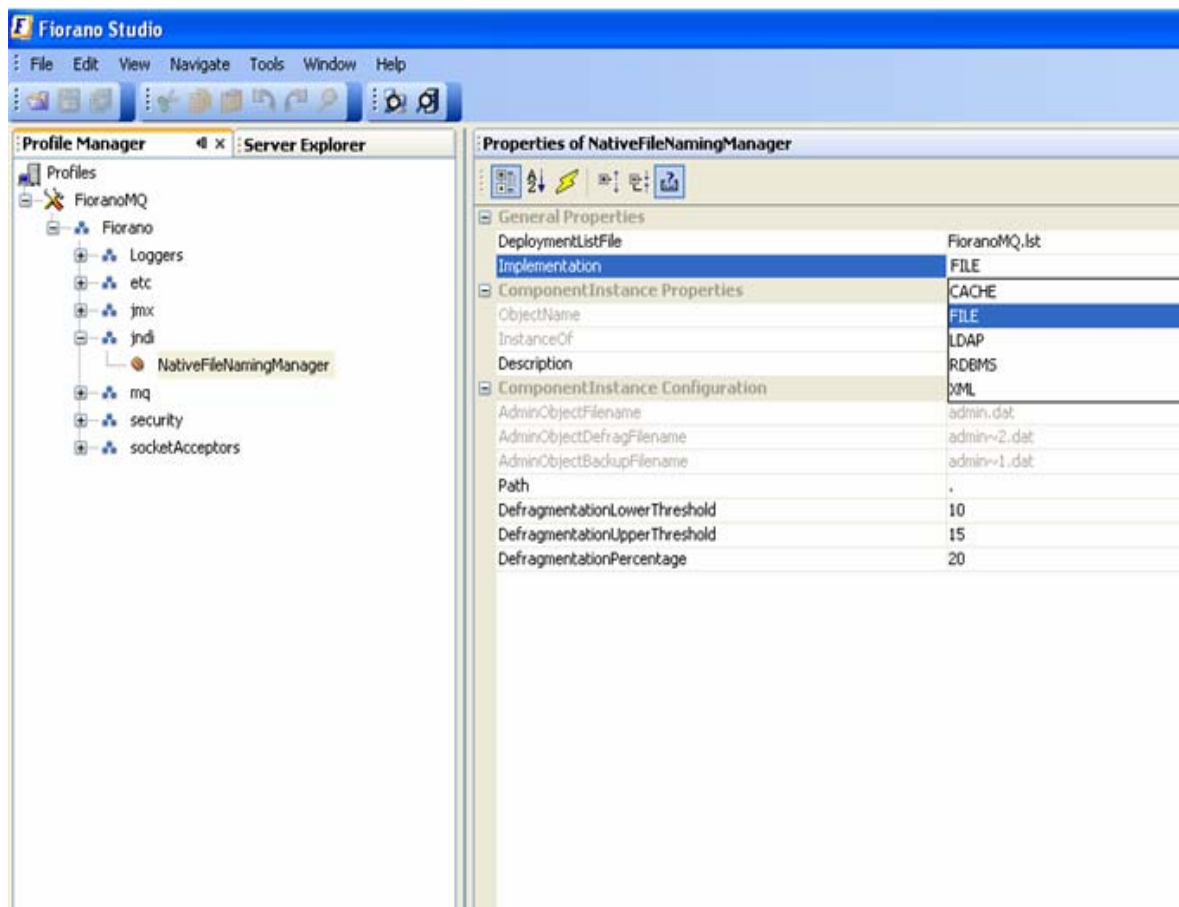 Fiorano Studio
File Edit View Navigate Tools Window Help
Profile Manager Server Explorer
Profiles
FioranoMQ
Fiorano
Loggers
etc
jmx
jndi
NativeFileNamingManager
mq
security
socketAcceptors
Properties of NativeFileNamingManager
General Properties
DeploymentListFile FioranoMQ.lst
Implementation FILE
ComponentInstance Properties CACHE
ObjectName FILE
InstanceOf LDAP
Description RDBMS
ComponentInstance Configuration XML
AdminObjectFilename admin.dat
AdminObjectDefragFilename admin~2.dat
AdminObjectBackupFilename admin~1.dat
Path .
DefragmentationLowerThreshold 10
DefragmentationUpperThreshold 15
DefragmentationPercentage 20